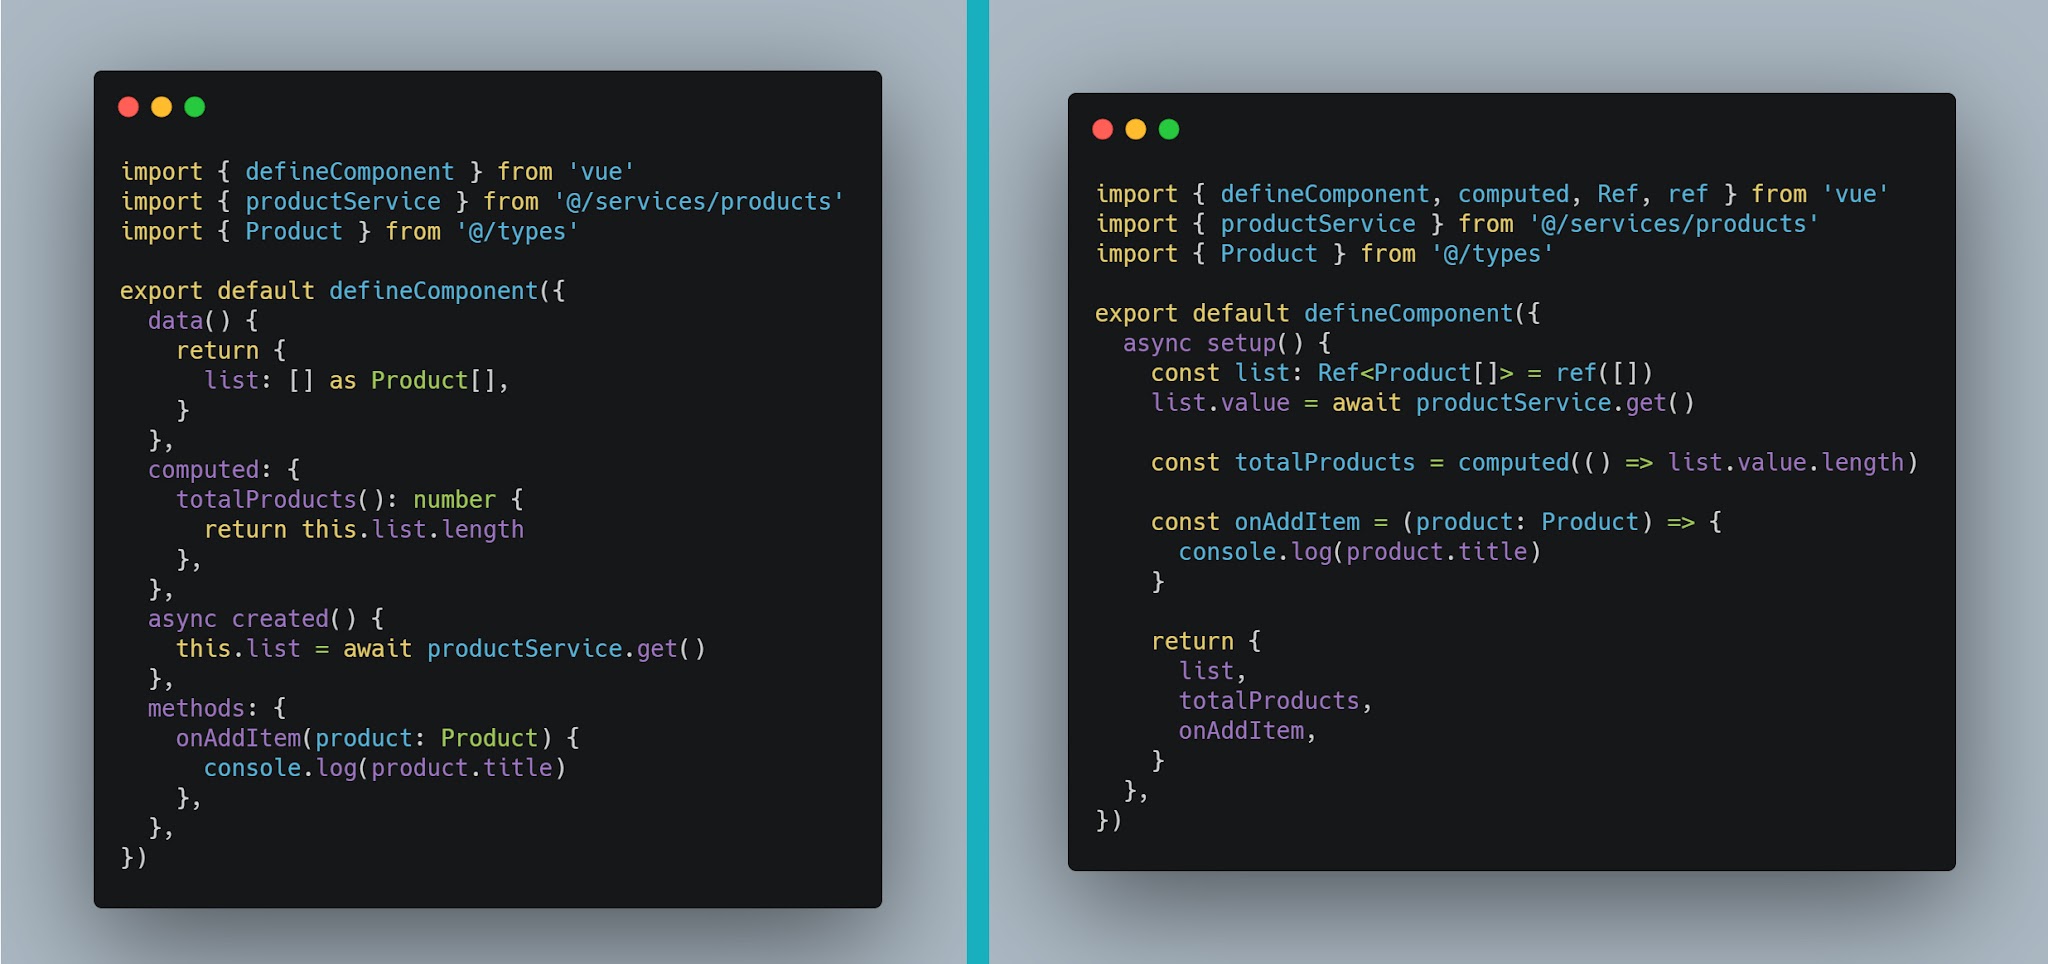 import { defineComponent } from 'vue'
import { productService } from '@/services/products'
import { Product } from '@/types'

export default defineComponent({
  data() {
    return {
      list: [] as Product[],
    }
  },
  computed: {
    totalProducts(): number {
      return this.list.length
    },
  },
  async created() {
    this.list = await productService.get()
  },
  methods: {
    onAddItem(product: Product) {
      console.log(product.title)
    },
  },
})

import { defineComponent, computed, Ref, ref } from 'vue'
import { productService } from '@/services/products'
import { Product } from '@/types'

export default defineComponent({
  async setup() {
    const list: Ref<Product[]> = ref([])
    list.value = await productService.get()

    const totalProducts = computed(() => list.value.length)

    const onAddItem = (product: Product) => {
      console.log(product.title)
    }

    return {
      list,
      totalProducts,
      onAddItem,
    }
  },
})